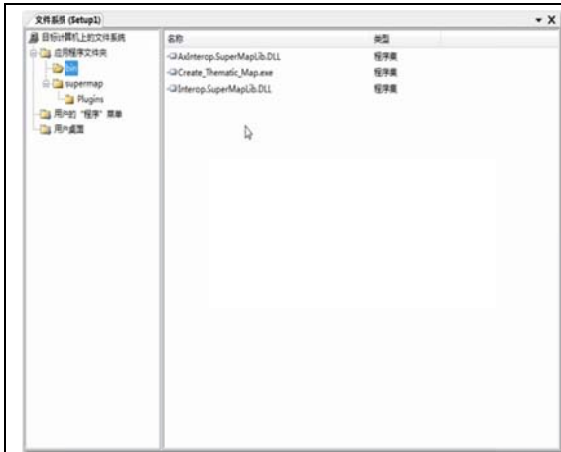 文件系统 (Setup1)
目标计算机上的文件系统
应用程序文件夹
bin
supermap
Plugins
用户的“程序”菜单
用户桌面
名称 类型
AxInterop.SuperMapLib.DLL 程序集
Create_Thematic_Map.exe 程序集
Interop.SuperMapLib.DLL 程序集